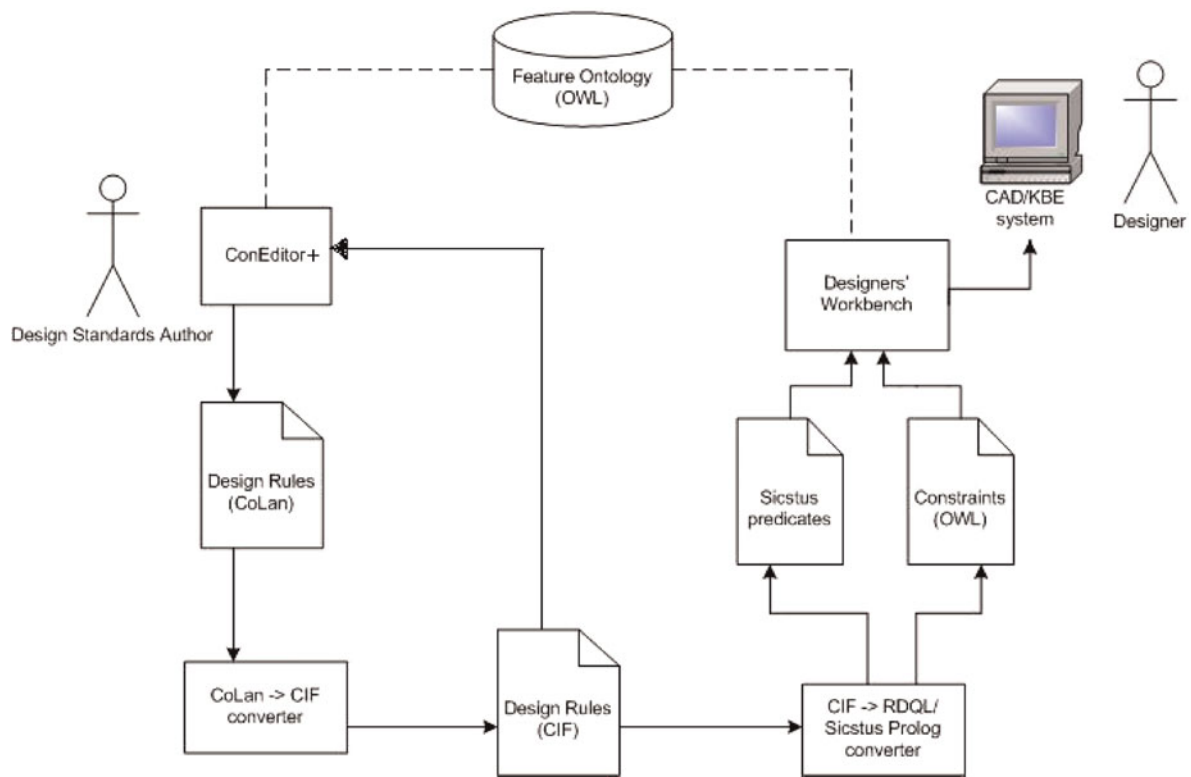 Feature Ontology
(OWL)
CAD/KBE
system
Designer
ConEditor+
Design Standards Author
Designers'
Workbench
Design Rules
(CoLan)
Sicstus
predicates
Constraints
(OWL)
CoLan -> CIF
converter
Design Rules
(CIF)
CIF -> RDQL/
Sicstus Prolog
converter